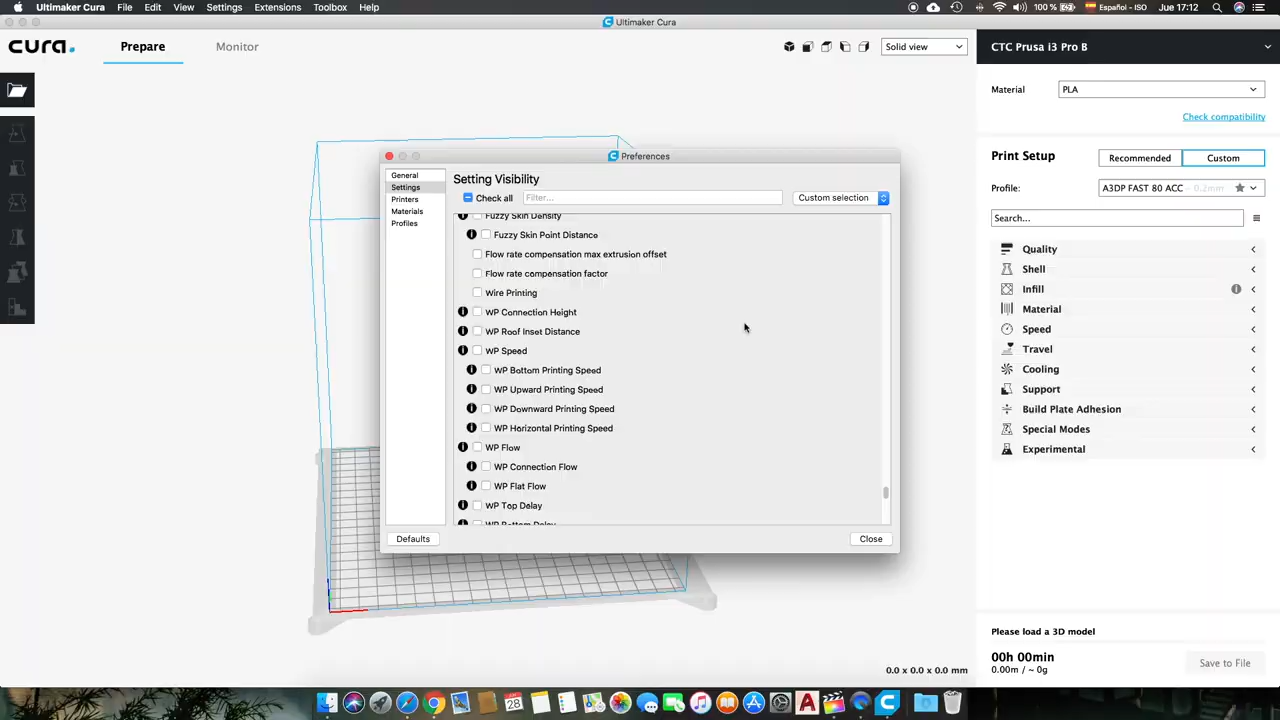 Ultimaker Cura File Edit View Settings Extensions Toolbox Help 100 % Español - ISO Jue 17:12
Ultimaker Cura
cura.
Prepare
Monitor
Solid view
CTC Prusa i3 Pro B
Material
PLA
Check compatibility
Print Setup
Recommended
Custom
Profile:
A3DP FAST 80 ACC - 0.2mm
Search...
Quality
Shell
Infill
Material
Speed
Travel
Cooling
Support
Build Plate Adhesion
Special Modes
Experimental
Preferences
General
Settings
Printers
Materials
Profiles
Setting Visibility
Check all
Filter...
Custom selection
Fuzzy Skin Density
Fuzzy Skin Point Distance
Flow rate compensation max extrusion offset
Flow rate compensation factor
Wire Printing
WP Connection Height
WP Roof Inset Distance
WP Speed
WP Bottom Printing Speed
WP Upward Printing Speed
WP Downward Printing Speed
WP Horizontal Printing Speed
WP Flow
WP Connection Flow
WP Flat Flow
WP Top Delay
WP Bottom Delay
Defaults
Close
0.0 x 0.0 x 0.0 mm
Please load a 3D model
00h 00min
0.00m / ~ 0g
Save to File
28